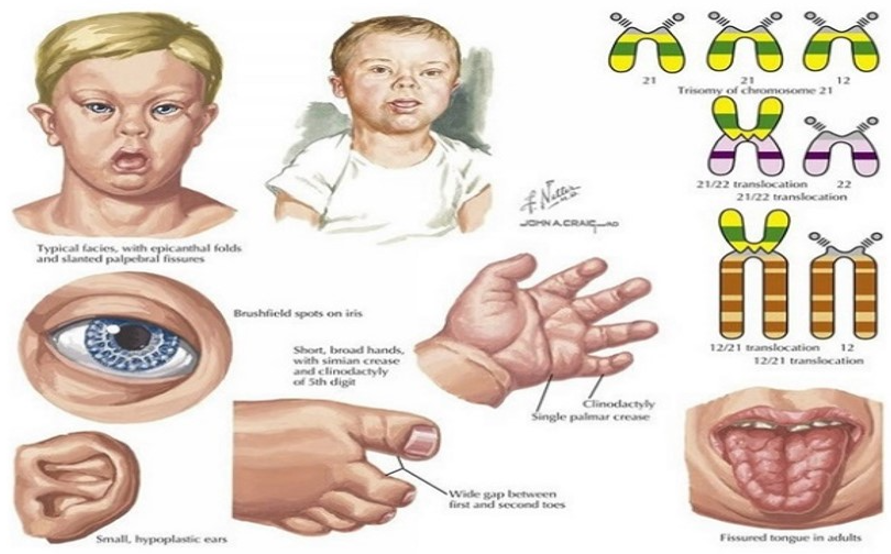 21
21
12
Trisomy of chromosome 21
21/22 translocation
22
21/22 translocation
JOHN A. CRAIG
AD
Typical facies, with epicanthal folds
and slanted palpebral fissures
Brushfield spots on iris
Short, broad hands,
with simian crease
and clinodactyly
of 5th digit
12/21 translocation
12
12/21 translocation
Clinodactyly
Single palmar crease
Wide gap between
first and second toes
Small, hypoplastic ears
Fissured tongue in adults